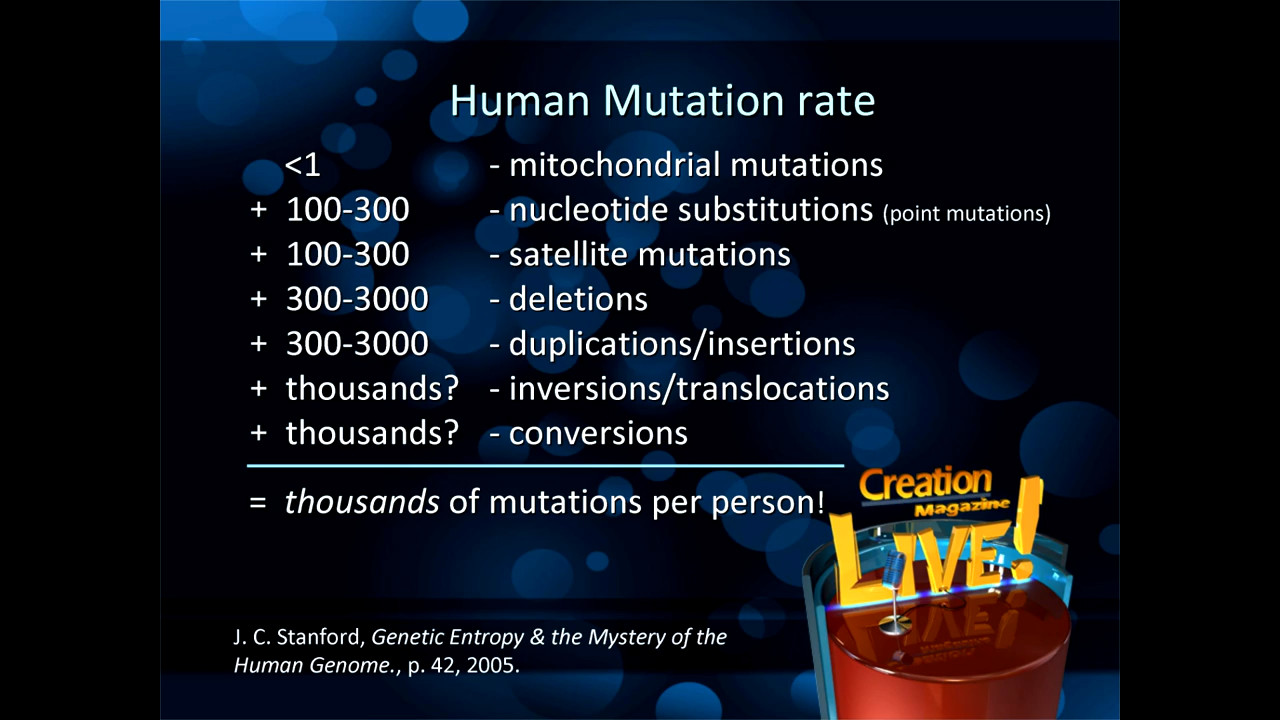 Human Mutation rate
<1 - mitochondrial mutations
+ 100-300 - nucleotide substitutions (point mutations)
+ 100-300 - satellite mutations
+ 300-3000 - deletions
+ 300-3000 - duplications/insertions
+ thousands? - inversions/translocations
+ thousands? - conversions
= thousands of mutations per person!
Creation
Magazine
LIVE!
J. C. Stanford, Genetic Entropy & the Mystery of the
Human Genome., p. 42, 2005.